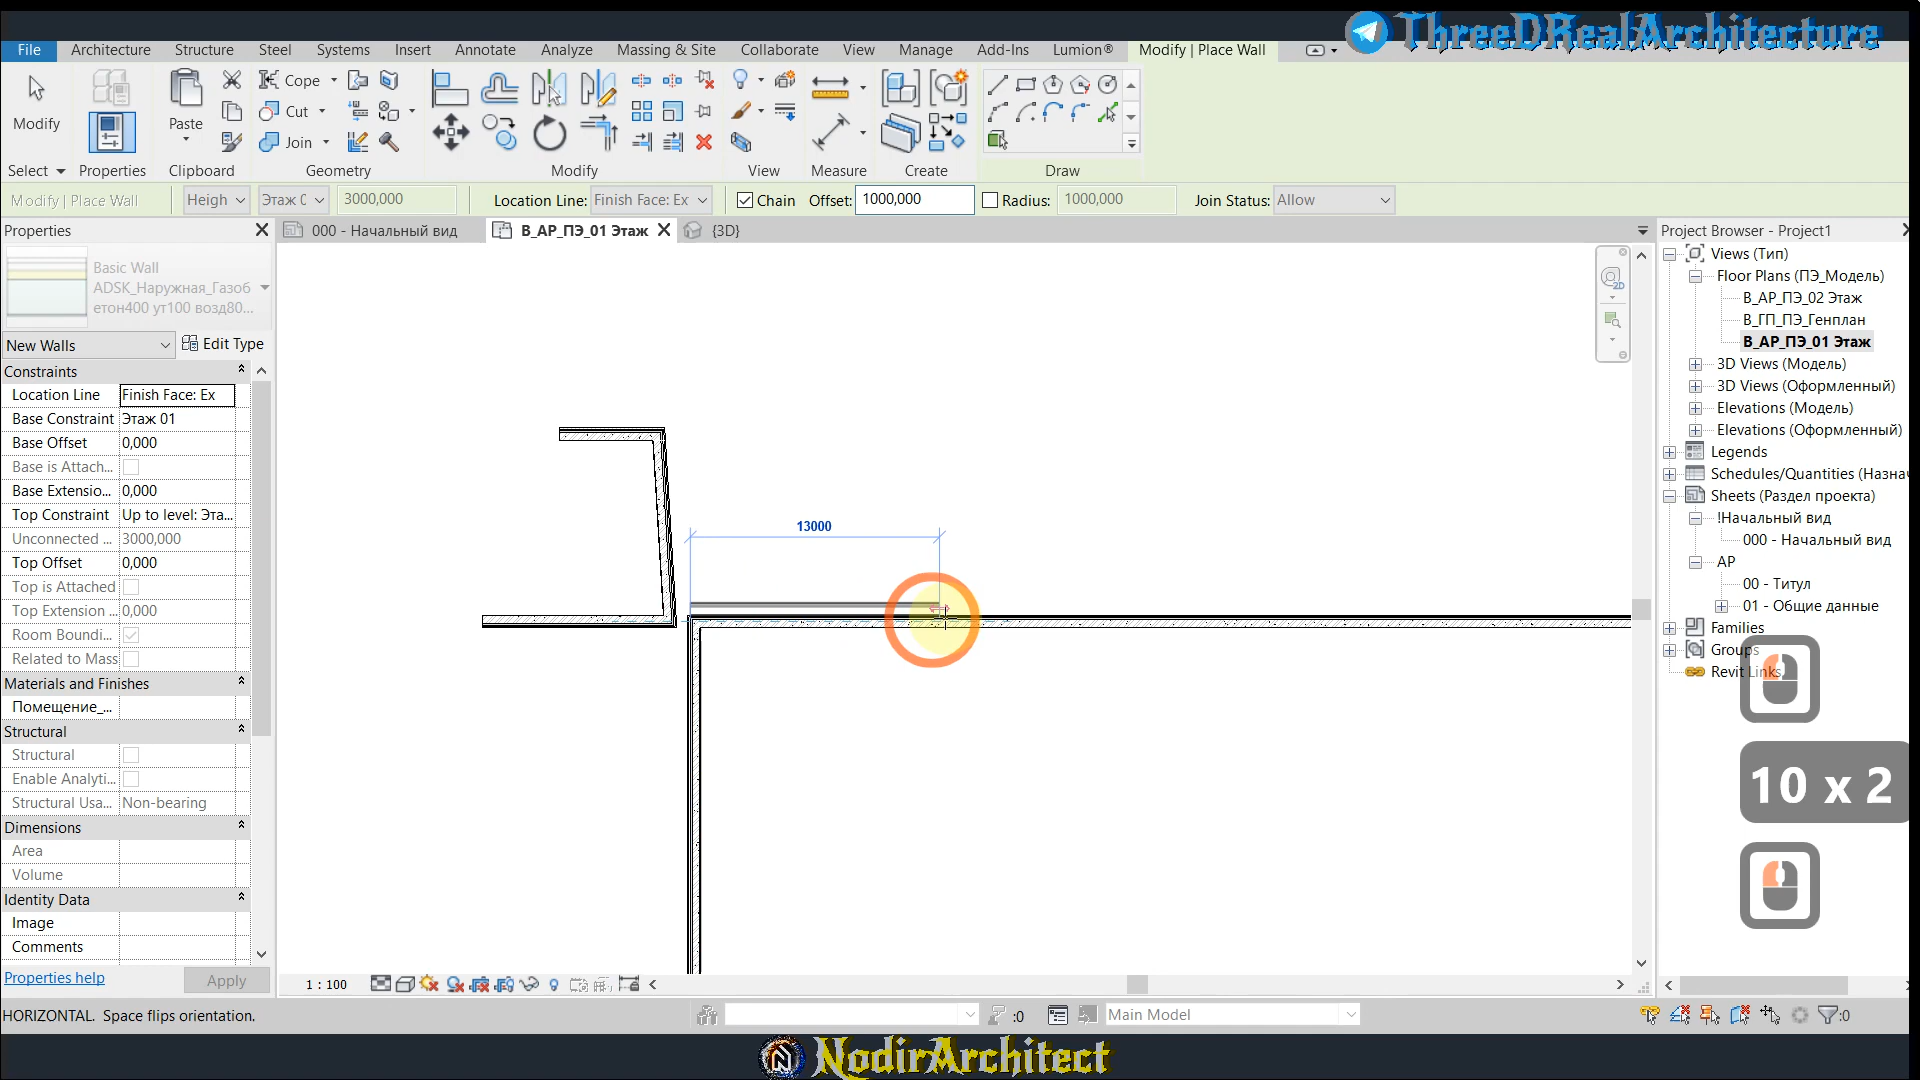 ThreeDRealArchitecture
File Architecture Structure Steel Systems Insert Annotate Analyze Massing & Site Collaborate View Manage Add-Ins Lumion® Modify | Place Wall
Cope
Cut
Modify Paste
Join
Select Properties Clipboard Geometry Modify View Measure Create Draw
Modify | Place Wall Heigh Этаж 0 3000,000 Location Line: Finish Face: Ex Chain Offset: 1000,000 Radius: 1000,000 Join Status: Allow
Properties 000 - Начальный вид В_АР_ПЭ_01 Этаж {3D} Project Browser - Project1
Basic Wall
ADSK_Наружная_Газоб
етон400 ут100 возд80...
New Walls Edit Type
Constraints
Location Line Finish Face: Ex
Base Constraint Этаж 01
Base Offset 0,000
Base is Attach...
Base Extensio... 0,000
Top Constraint Up to level: Эта...
Unconnected ... 3000,000
Top Offset 0,000
Top is Attached
Top Extension ... 0,000
Room Boundi...
Related to Mass
Materials and Finishes
Помещение_...
Structural
Structural
Enable Analyti...
Structural Usa... Non-bearing
Dimensions
Area
Volume
Identity Data
Image
Comments
Properties help Apply
13000
2D
Views (Тип)
Floor Plans (ПЭ_Модель)
В_АР_ПЭ_02 Этаж
В_ГП_ПЭ_Генплан
В_АР_ПЭ_01 Этаж
3D Views (Модель)
3D Views (Оформленный)
Elevations (Модель)
Elevations (Оформленный)
Legends
Schedules/Quantities (Назнач
Sheets (Раздел проекта)
!Начальный вид
000 - Начальный вид
АР
00 - Титул
01 - Общие данные
Families
Groups
Revit Links
10 x 2
1 : 100
HORIZONTAL. Space flips orientation. :0 Main Model :0
NodirArchitect